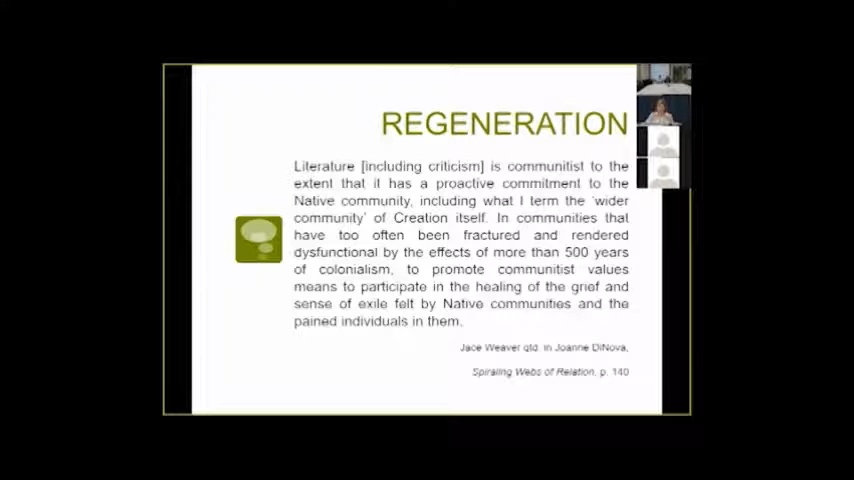 REGENERATION
Literature [including criticism] is communitist to the
extent that it has a proactive commitment to the
Native community, including what I term the 'wider
community' of Creation itself. In communities that
have too often been fractured and rendered
dysfunctional by the effects of more than 500 years
of colonialism, to promote communitist values
means to participate in the healing of the grief and
sense of exile felt by Native communities and the
pained individuals in them.
Jace Weaver qtd. in Joanne DiNova,
Spiraling Webs of Relation, p. 140